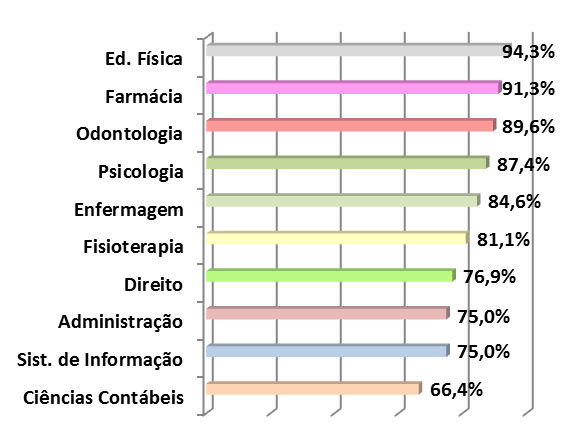 Ed. Física 94,3%
Farmácia 91,3%
Odontologia 89,6%
Psicologia 87,4%
Enfermagem 84,6%
Fisioterapia 81,1%
Direito 76,9%
Administração 75,0%
Sist. de Informação 75,0%
Ciências Contábeis 66,4%